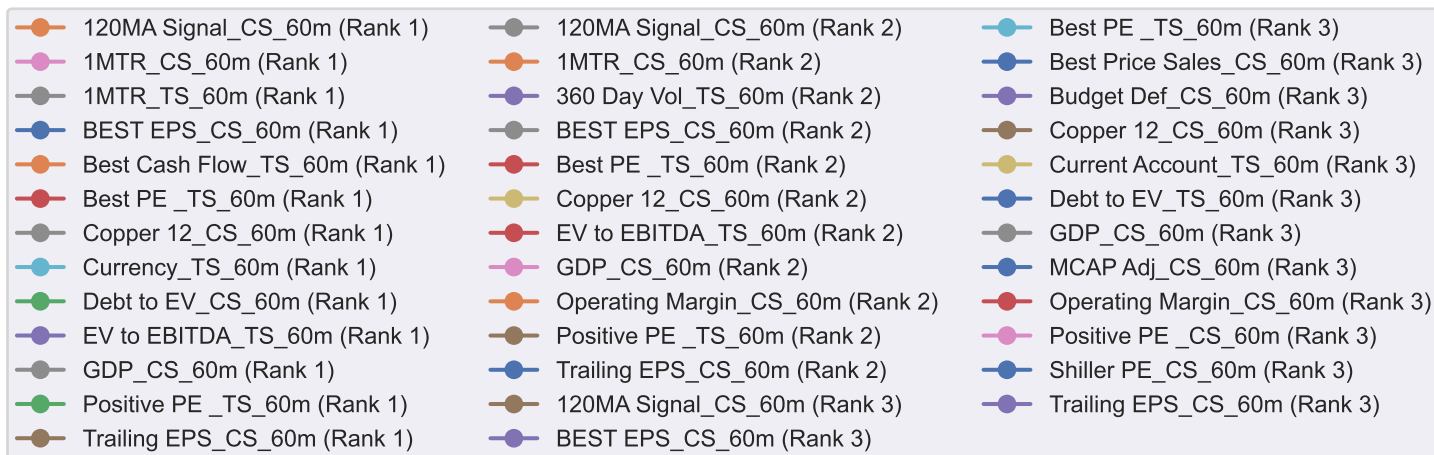 120MA Signal_CS_60m (Rank 1)
1MTR_CS_60m (Rank 1)
1MTR_TS_60m (Rank 1)
BEST EPS_CS_60m (Rank 1)
Best Cash Flow_TS_60m (Rank 1)
Best PE _TS_60m (Rank 1)
Copper 12_CS_60m (Rank 1)
Currency_TS_60m (Rank 1)
Debt to EV_CS_60m (Rank 1)
EV to EBITDA_TS_60m (Rank 1)
GDP_CS_60m (Rank 1)
Positive PE _TS_60m (Rank 1)
Trailing EPS_CS_60m (Rank 1)
120MA Signal_CS_60m (Rank 2)
1MTR_CS_60m (Rank 2)
360 Day Vol_TS_60m (Rank 2)
BEST EPS_CS_60m (Rank 2)
Best PE _TS_60m (Rank 2)
Copper 12_CS_60m (Rank 2)
EV to EBITDA_TS_60m (Rank 2)
GDP_CS_60m (Rank 2)
Operating Margin_CS_60m (Rank 2)
Positive PE _TS_60m (Rank 2)
Trailing EPS_CS_60m (Rank 2)
120MA Signal_CS_60m (Rank 3)
BEST EPS_CS_60m (Rank 3)
Best PE _TS_60m (Rank 3)
Best Price Sales_CS_60m (Rank 3)
Budget Def_CS_60m (Rank 3)
Copper 12_CS_60m (Rank 3)
Current Account_TS_60m (Rank 3)
Debt to EV_TS_60m (Rank 3)
GDP_CS_60m (Rank 3)
MCAP Adj_CS_60m (Rank 3)
Operating Margin_CS_60m (Rank 3)
Positive PE _CS_60m (Rank 3)
Shiller PE_CS_60m (Rank 3)
Trailing EPS_CS_60m (Rank 3)